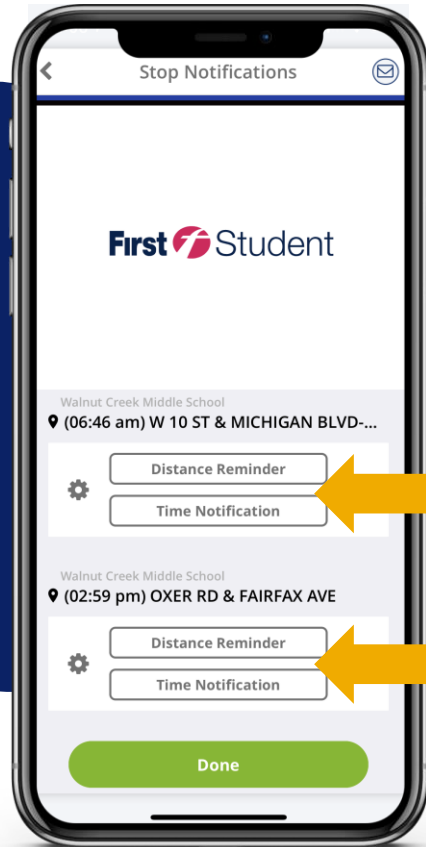 Stop Notifications
First Student
Walnut Creek Middle School
(06:46 am) W 10 ST & MICHIGAN BLVD-...
Distance Reminder
Time Notification
Walnut Creek Middle School
(02:59 pm) OXER RD & FAIRFAX AVE
Distance Reminder
Time Notification
Done